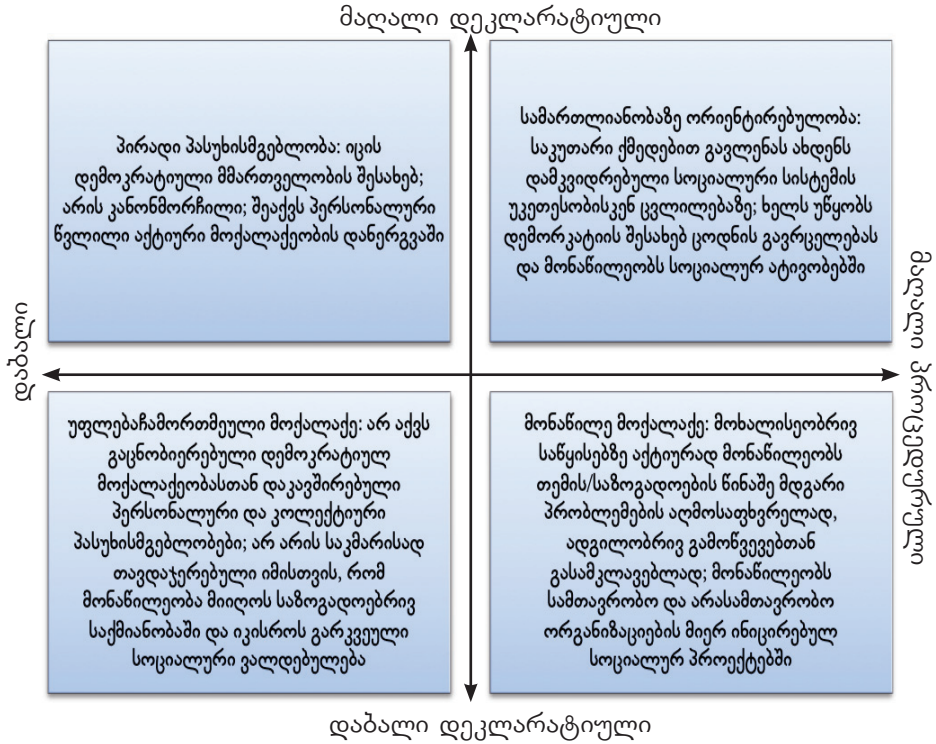 მაღალი დეკლარატიული
პირადი პასუხისმგებლობა: იცის
დემოკრატიული მმართველობის შესახებ;
არის კანონმორჩილი; შეაქვს პერსონალური
წვლილი აქტიური მოქალაქეობის დანერგვაში
სამართლიანობაზე ორიენტირებულობა:
საკუთარი ქმედებით გავლენას ახდენს
დამკვიდრებული სოციალური სისტემის
უკეთესობისკენ ცვლილებაზე; ხელს უწყობს
დემორკატიის შესახებ ცოდნის გავრცელებას
და მონაწილეობს სოციალურ ატივობებში
დაბალი
მაღალი პროცედურული
უფლებაჩამორთმეული მოქალაქე: არ აქვს
გაცნობიერებული დემოკრატიულ
მოქალაქეობასთან დაკავშირებული
პერსონალური და კოლექტიური
პასუხისმგებლობები; არ არის საკმარისად
თავდაჯერებული იმისთვის, რომ
მონაწილეობა მიიღოს საზოგადოებრივ
საქმიანობაში და იკისროს გარკვეული
სოციალური ვალდებულება
მონაწილე მოქალაქე: მოხალისეობრივ
საწყისებზე აქტიურად მონაწილეობს
თემის/საზოგადოების წინაშე მდგარი
პრობლემების აღმოსაფხვრელად,
ადგილობრივ გამოწვევებთან
გასამკლავებლად; მონაწილეობს
სამთავრობო და არასამთავრობო
ორგანიზაციების მიერ ინიცირებულ
სოციალურ პროექტებში
დაბალი დეკლარატიული